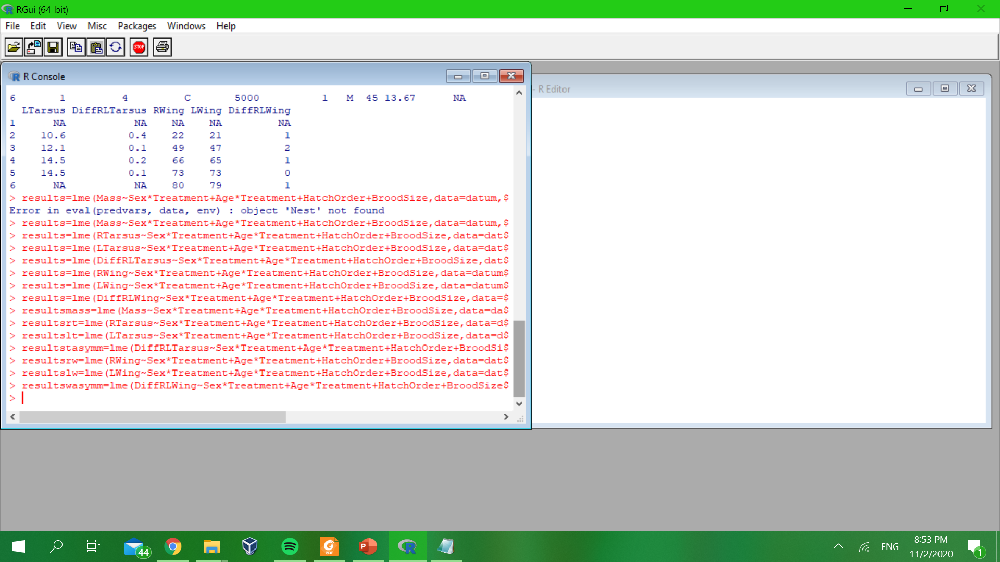 RGui (64-bit)
File Edit View Misc Packages Windows Help
STOP
R Console
6 1 4 C 5000 1 M 45 13.67 NA
LTarsus DiffRLTarsus RWing LWing DiffRLWing
1 NA NA NA NA NA
2 10.6 0.4 22 21 1
3 12.1 0.1 49 47 2
4 14.5 0.2 66 65 1
5 14.5 0.1 73 73 0
6 NA NA 80 79 1
> results=lme(Mass~Sex*Treatment+Age*Treatment+HatchOrder+BroodSize,data=datum,$
Error in eval(predvars, data, env) : object 'Nest' not found
> results=lme(Mass~Sex*Treatment+Age*Treatment+HatchOrder+BroodSize,data=datum,$
> results=lme(RTarsus~Sex*Treatment+Age*Treatment+HatchOrder+BroodSize,data=dat$
> results=lme(LTarsus~Sex*Treatment+Age*Treatment+HatchOrder+BroodSize,data=dat$
> results=lme(DiffRLTarsus~Sex*Treatment+Age*Treatment+HatchOrder+BroodSize,dat$
> results=lme(RWing~Sex*Treatment+Age*Treatment+HatchOrder+BroodSize,data=datum$
> results=lme(LWing~Sex*Treatment+Age*Treatment+HatchOrder+BroodSize,data=datum$
> results=lme(DiffRLWing~Sex*Treatment+Age*Treatment+HatchOrder+BroodSize,data=$
> resultsmass=lme(Mass~Sex*Treatment+Age*Treatment+HatchOrder+BroodSize,data=da$
> resultsrt=lme(RTarsus~Sex*Treatment+Age*Treatment+HatchOrder+BroodSize,data=d$
> resultslt=lme(LTarsus~Sex*Treatment+Age*Treatment+HatchOrder+BroodSize,data=d$
> resultstasymm=lme(DiffRLTarsus~Sex*Treatment+Age*Treatment+HatchOrder+BroodSi$
> resultsrw=lme(RWing~Sex*Treatment+Age*Treatment+HatchOrder+BroodSize,data=dat$
> resultslw=lme(LWing~Sex*Treatment+Age*Treatment+HatchOrder+BroodSize,data=dat$
> resultswasymm=lme(DiffRLWing~Sex*Treatment+Age*Treatment+HatchOrder+BroodSize$
>
- R Editor
44
PDF
P
R
ENG
8:53 PM
11/2/2020
1